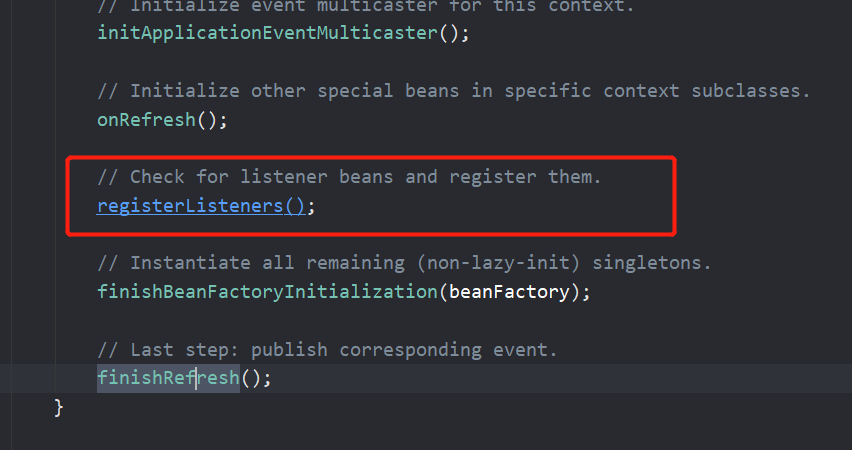 // Initialize event multicaster for this context.
initApplicationEventMulticaster();
// Initialize other special beans in specific context subclasses.
onRefresh();
// Check for listener beans and register them.
registerListeners();
// Instantiate all remaining (non-lazy-init) singletons.
finishBeanFactoryInitialization(beanFactory);
// Last step: publish corresponding event.
finishRefresh();
}